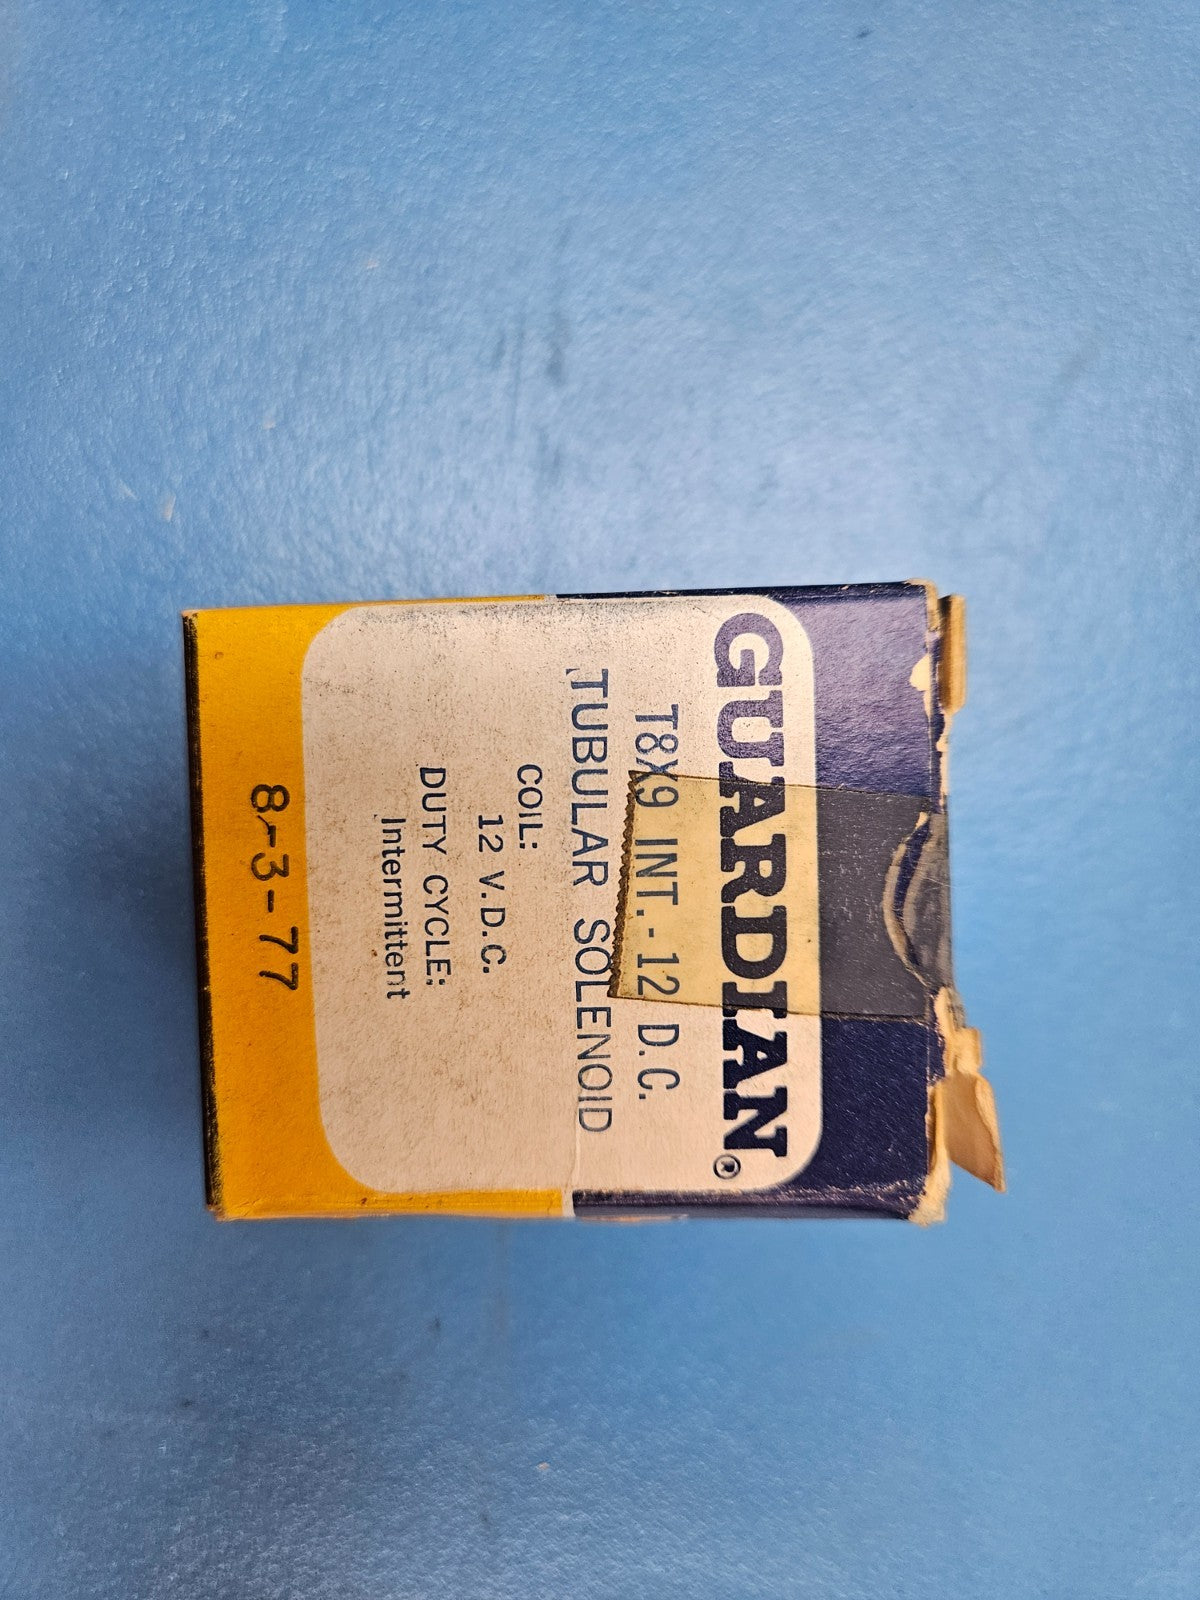 GUARDIAN®
T8X9 INT.-12 D.C.
TUBULAR SOLENOID
COIL:
12 V.D.C.
DUTY CYCLE:
Intermittent
8-3-77